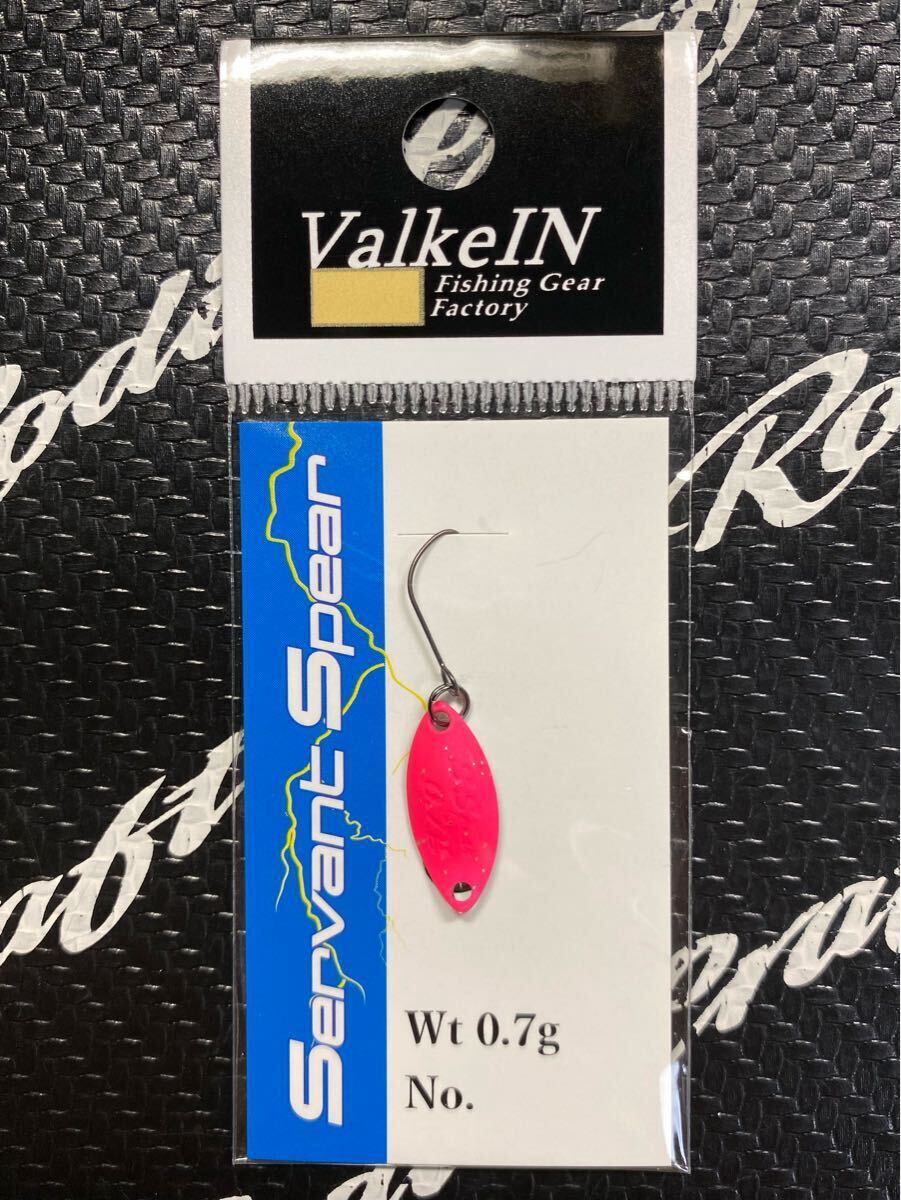 ValkeIN
Fishing Gear
Factory
Servant Spear
Wt 0.7g
No.